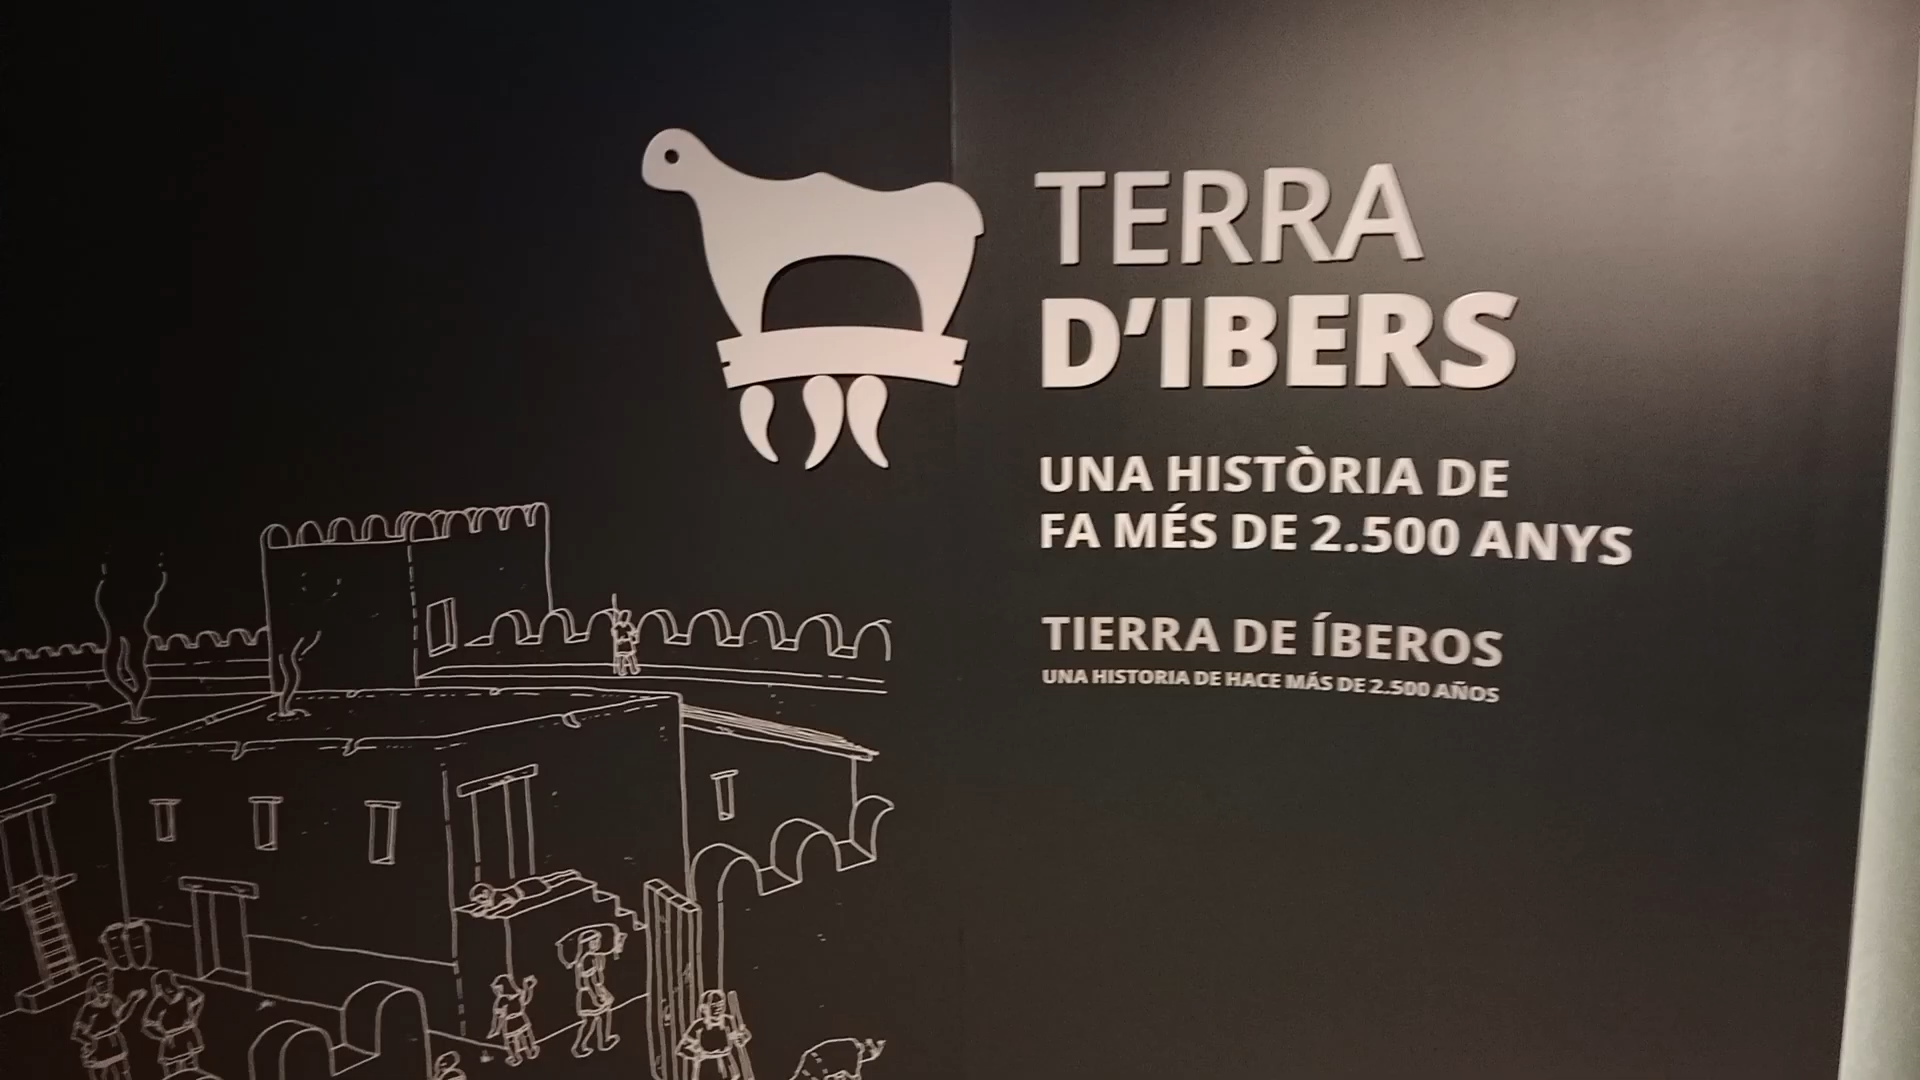 TERRA
D'IBERS
UNA HISTÒRIA DE
FA MÉS DE 2.500 ANYS
TIERRA DE ÍBEROS
UNA HISTORIA DE HACE MÁS DE 2.500 AÑOS